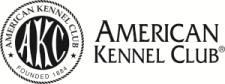 AMERICAN KENNEL CLUB
AKC
FOUNDED 1884
AMERICAN
KENNEL CLUB®